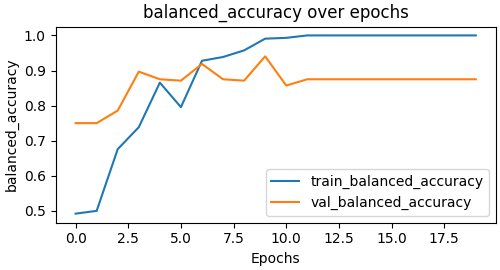 balanced_accuracy over epochs
1.0
0.9
0.8
0.7
0.6
0.5
balanced_accuracy
train_balanced_accuracy
val_balanced_accuracy
0.0 2.5 5.0 7.5 10.0 12.5 15.0 17.5
Epochs